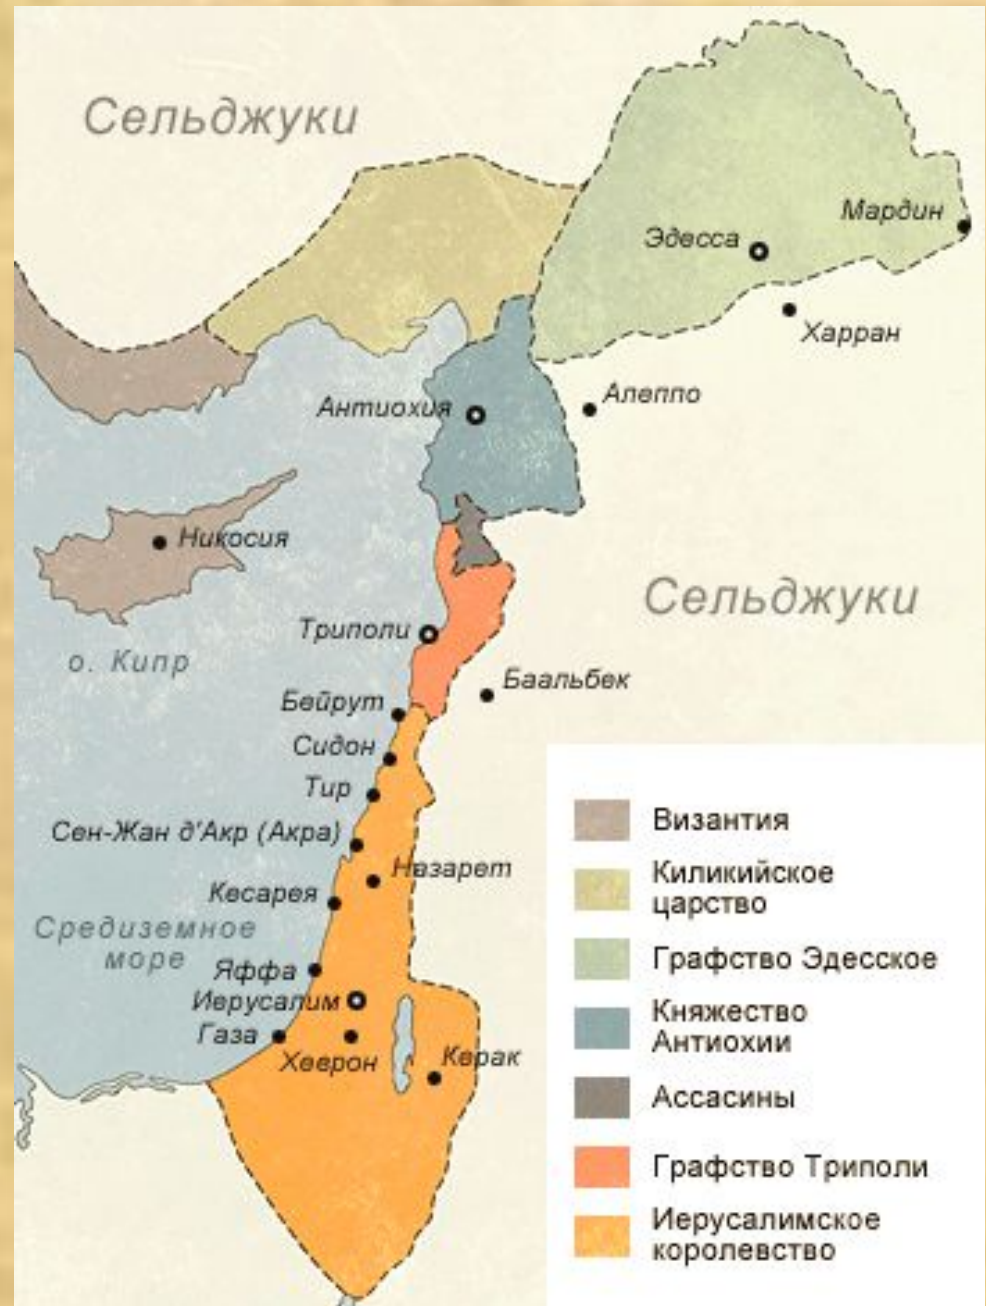 Сельджуки
Мардин
Эдесса
Харран
Алеппо
Антиохия
Никосия
Сельджуки
Триполи
о. Кипр
Баальбек
Бейрут
Сидон
Тир
Сен-Жан д'Акр (Акра)
Назарет
Кесарея
Средиземное
море
Яффа
Иерусалим
Газа
Хеврон
Керак
Византия
Киликийское
царство
Графство Эдесское
Княжество
Антиохии
Ассасины
Графство Триполи
Иерусалимское
королевство